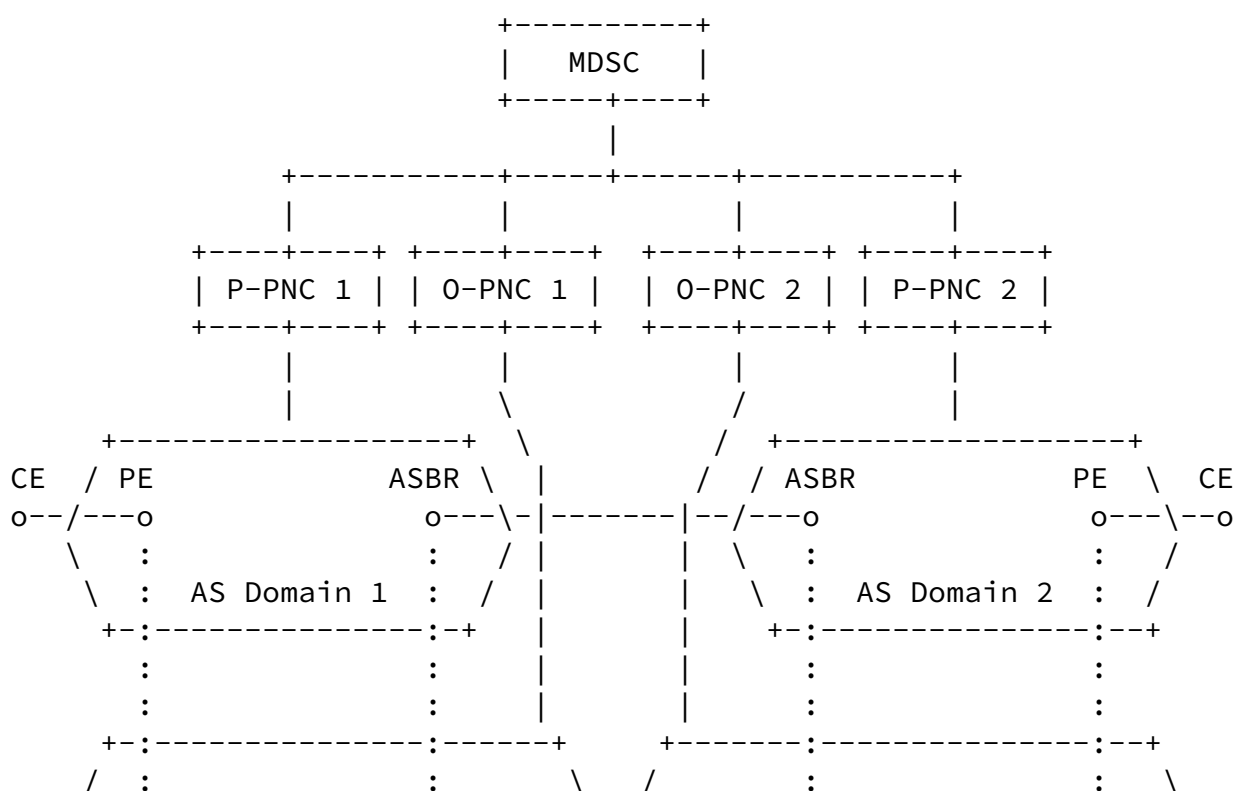 MDSC
P-PNC 1 O-PNC 1 O-PNC 2 P-PNC 2
CE PE ASBR ASBR PE CE
AS Domain 1 AS Domain 2